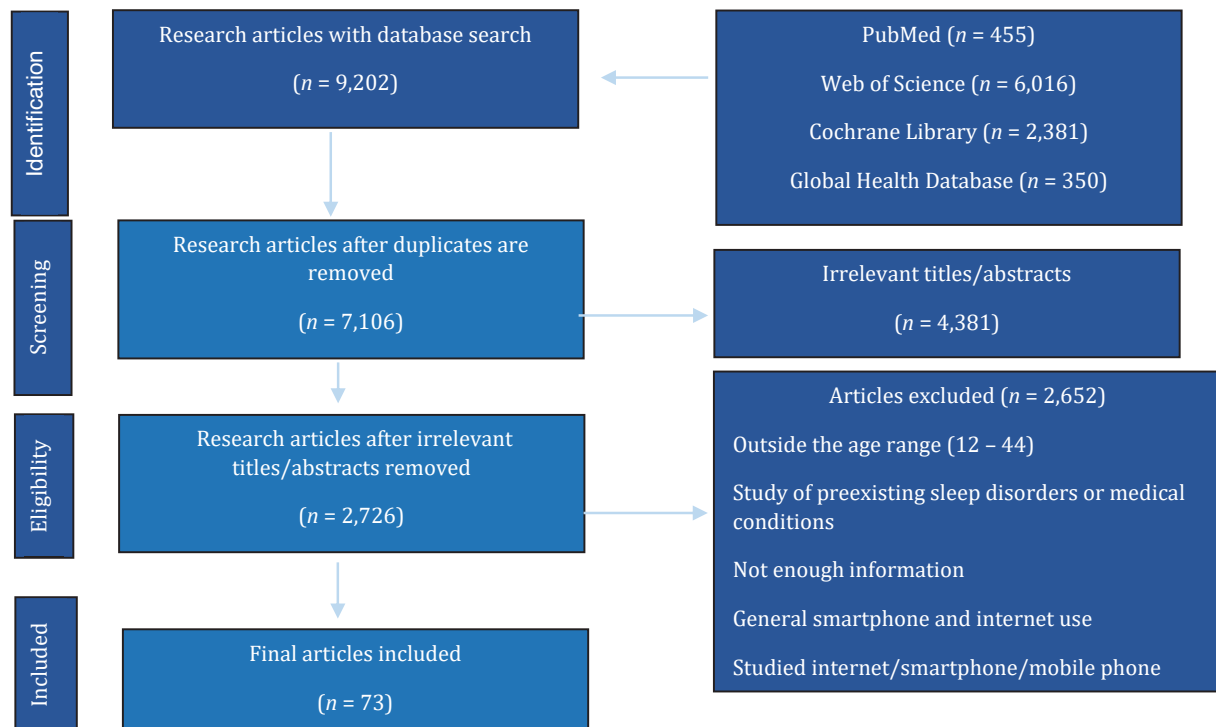 Identification
Research articles with database search
(n = 9,202)
PubMed (n = 455)
Web of Science (n = 6,016)
Cochrane Library (n = 2,381)
Global Health Database (n = 350)
Screening
Research articles after duplicates are
removed
(n = 7,106)
Irrelevant titles/abstracts
(n = 4,381)
Eligibility
Research articles after irrelevant
titles/abstracts removed
(n = 2,726)
Articles excluded (n = 2,652)
Outside the age range (12 – 44)
Study of preexisting sleep disorders or medical
conditions
Not enough information
General smartphone and internet use
Studied internet/smartphone/mobile phone
Included
Final articles included
(n = 73)